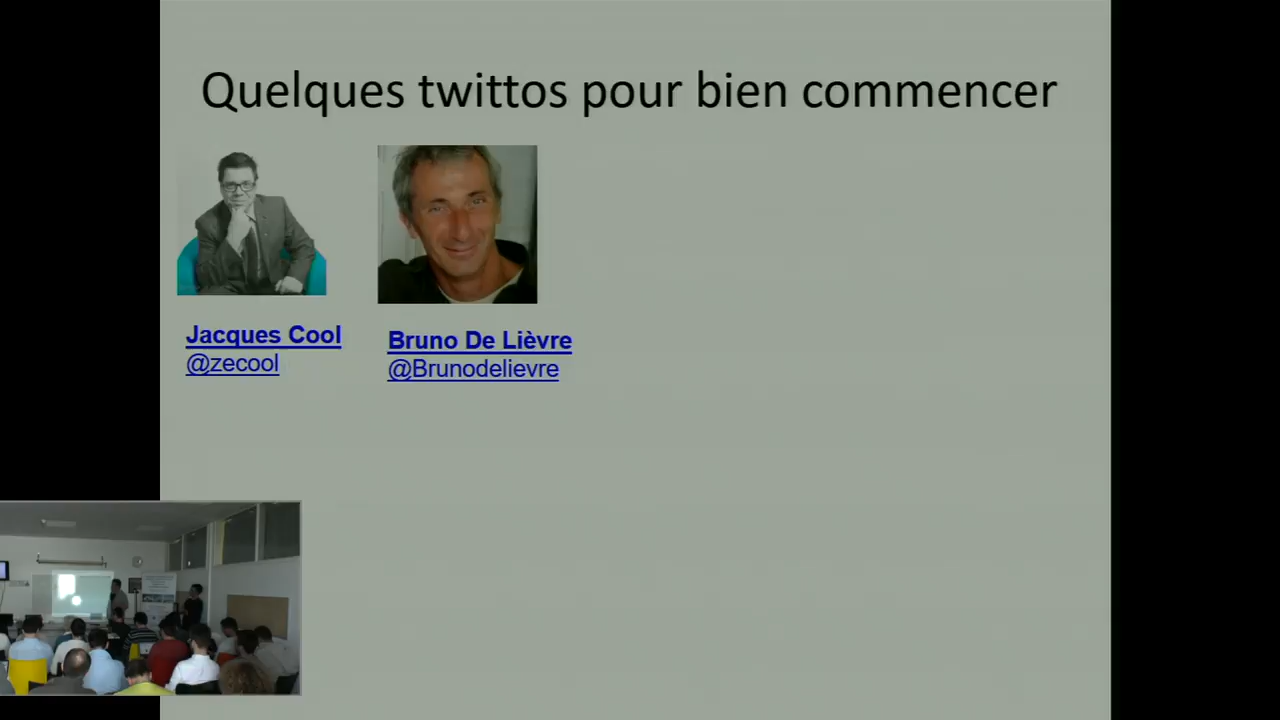 Quelques twittos pour bien commencer
Jacques Cool
@zecool
Bruno De Lièvre
@Brunodelievre